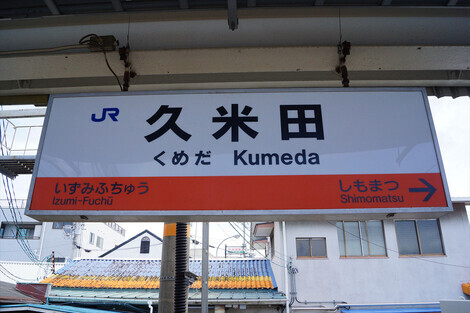 JR 久米田
くめだ Kumeda
いずみふちゅう しもまつ →
Izumi-Fuchū Shimomatsu